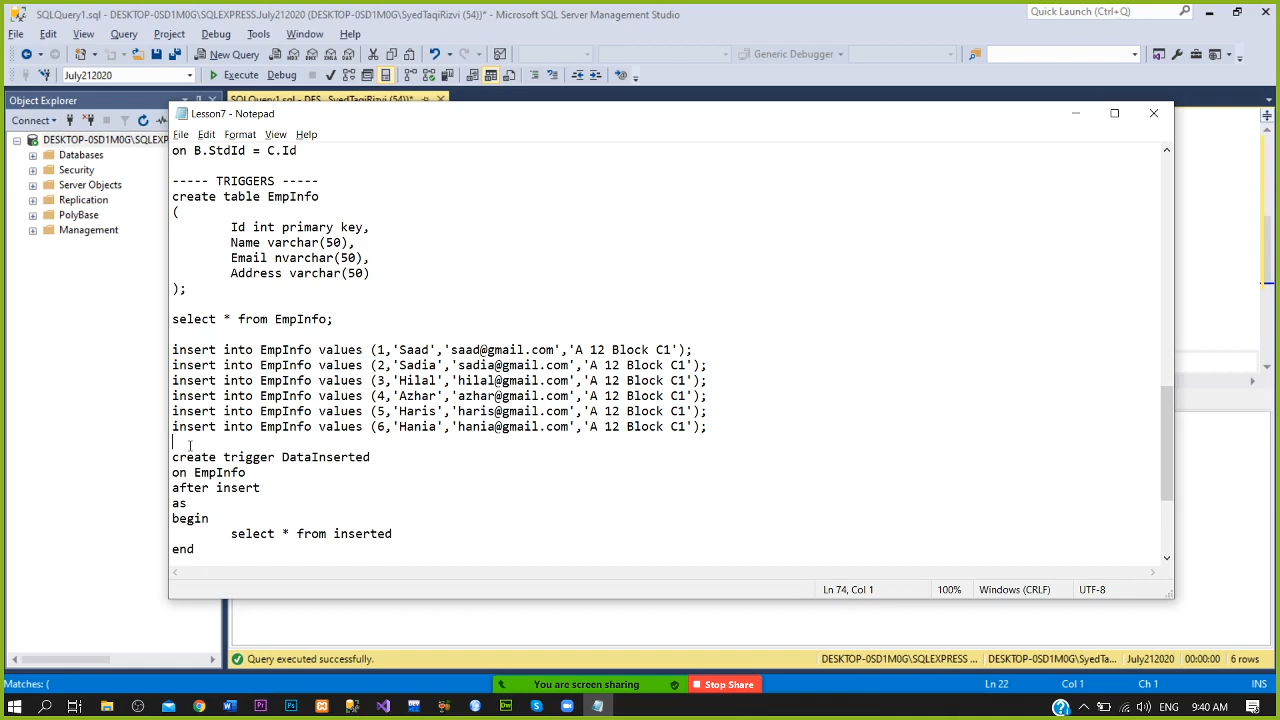 SQLQuery1.sql - DESKTOP-0SD1M0G\SQLEXPRESS.July212020 (DESKTOP-0SD1M0G\SyedTaqiRizvi (54))* - Microsoft SQL Server Management Studio
Quick Launch (Ctrl+Q)
File Edit View Query Project Debug Tools Window Help
New Query
Generic Debugger
July212020
Execute Debug
Object Explorer
SQLQuery1.sql - DES...SyedTaqiRizvi (54))*
Connect
DESKTOP-0SD1M0G\SQLEXP
Databases
Security
Server Objects
Replication
PolyBase
Management
Lesson7 - Notepad
File Edit Format View Help
on B.StdId = C.Id
----- TRIGGERS -----
create table EmpInfo
(
Id int primary key,
Name varchar(50),
Email nvarchar(50),
Address varchar(50)
);
select * from EmpInfo;
insert into EmpInfo values (1,'Saad','saad@gmail.com','A 12 Block C1');
insert into EmpInfo values (2,'Sadia','sadia@gmail.com','A 12 Block C1');
insert into EmpInfo values (3,'Hilal','hilal@gmail.com','A 12 Block C1');
insert into EmpInfo values (4,'Azhar','azhar@gmail.com','A 12 Block C1');
insert into EmpInfo values (5,'Haris','haris@gmail.com','A 12 Block C1');
insert into EmpInfo values (6,'Hania','hania@gmail.com','A 12 Block C1');
create trigger DataInserted
on EmpInfo
after insert
as
begin
select * from inserted
end
Ln 74, Col 1 100% Windows (CRLF) UTF-8
Query executed successfully.
DESKTOP-0SD1M0G\SQLEXPRESS ... DESKTOP-0SD1M0G\SyedTa... July212020 00:00:00 6 rows
Matches: (
You are screen sharing
Stop Share
Ln 22 Col 1 Ch 1 INS
ENG 9:40 AM